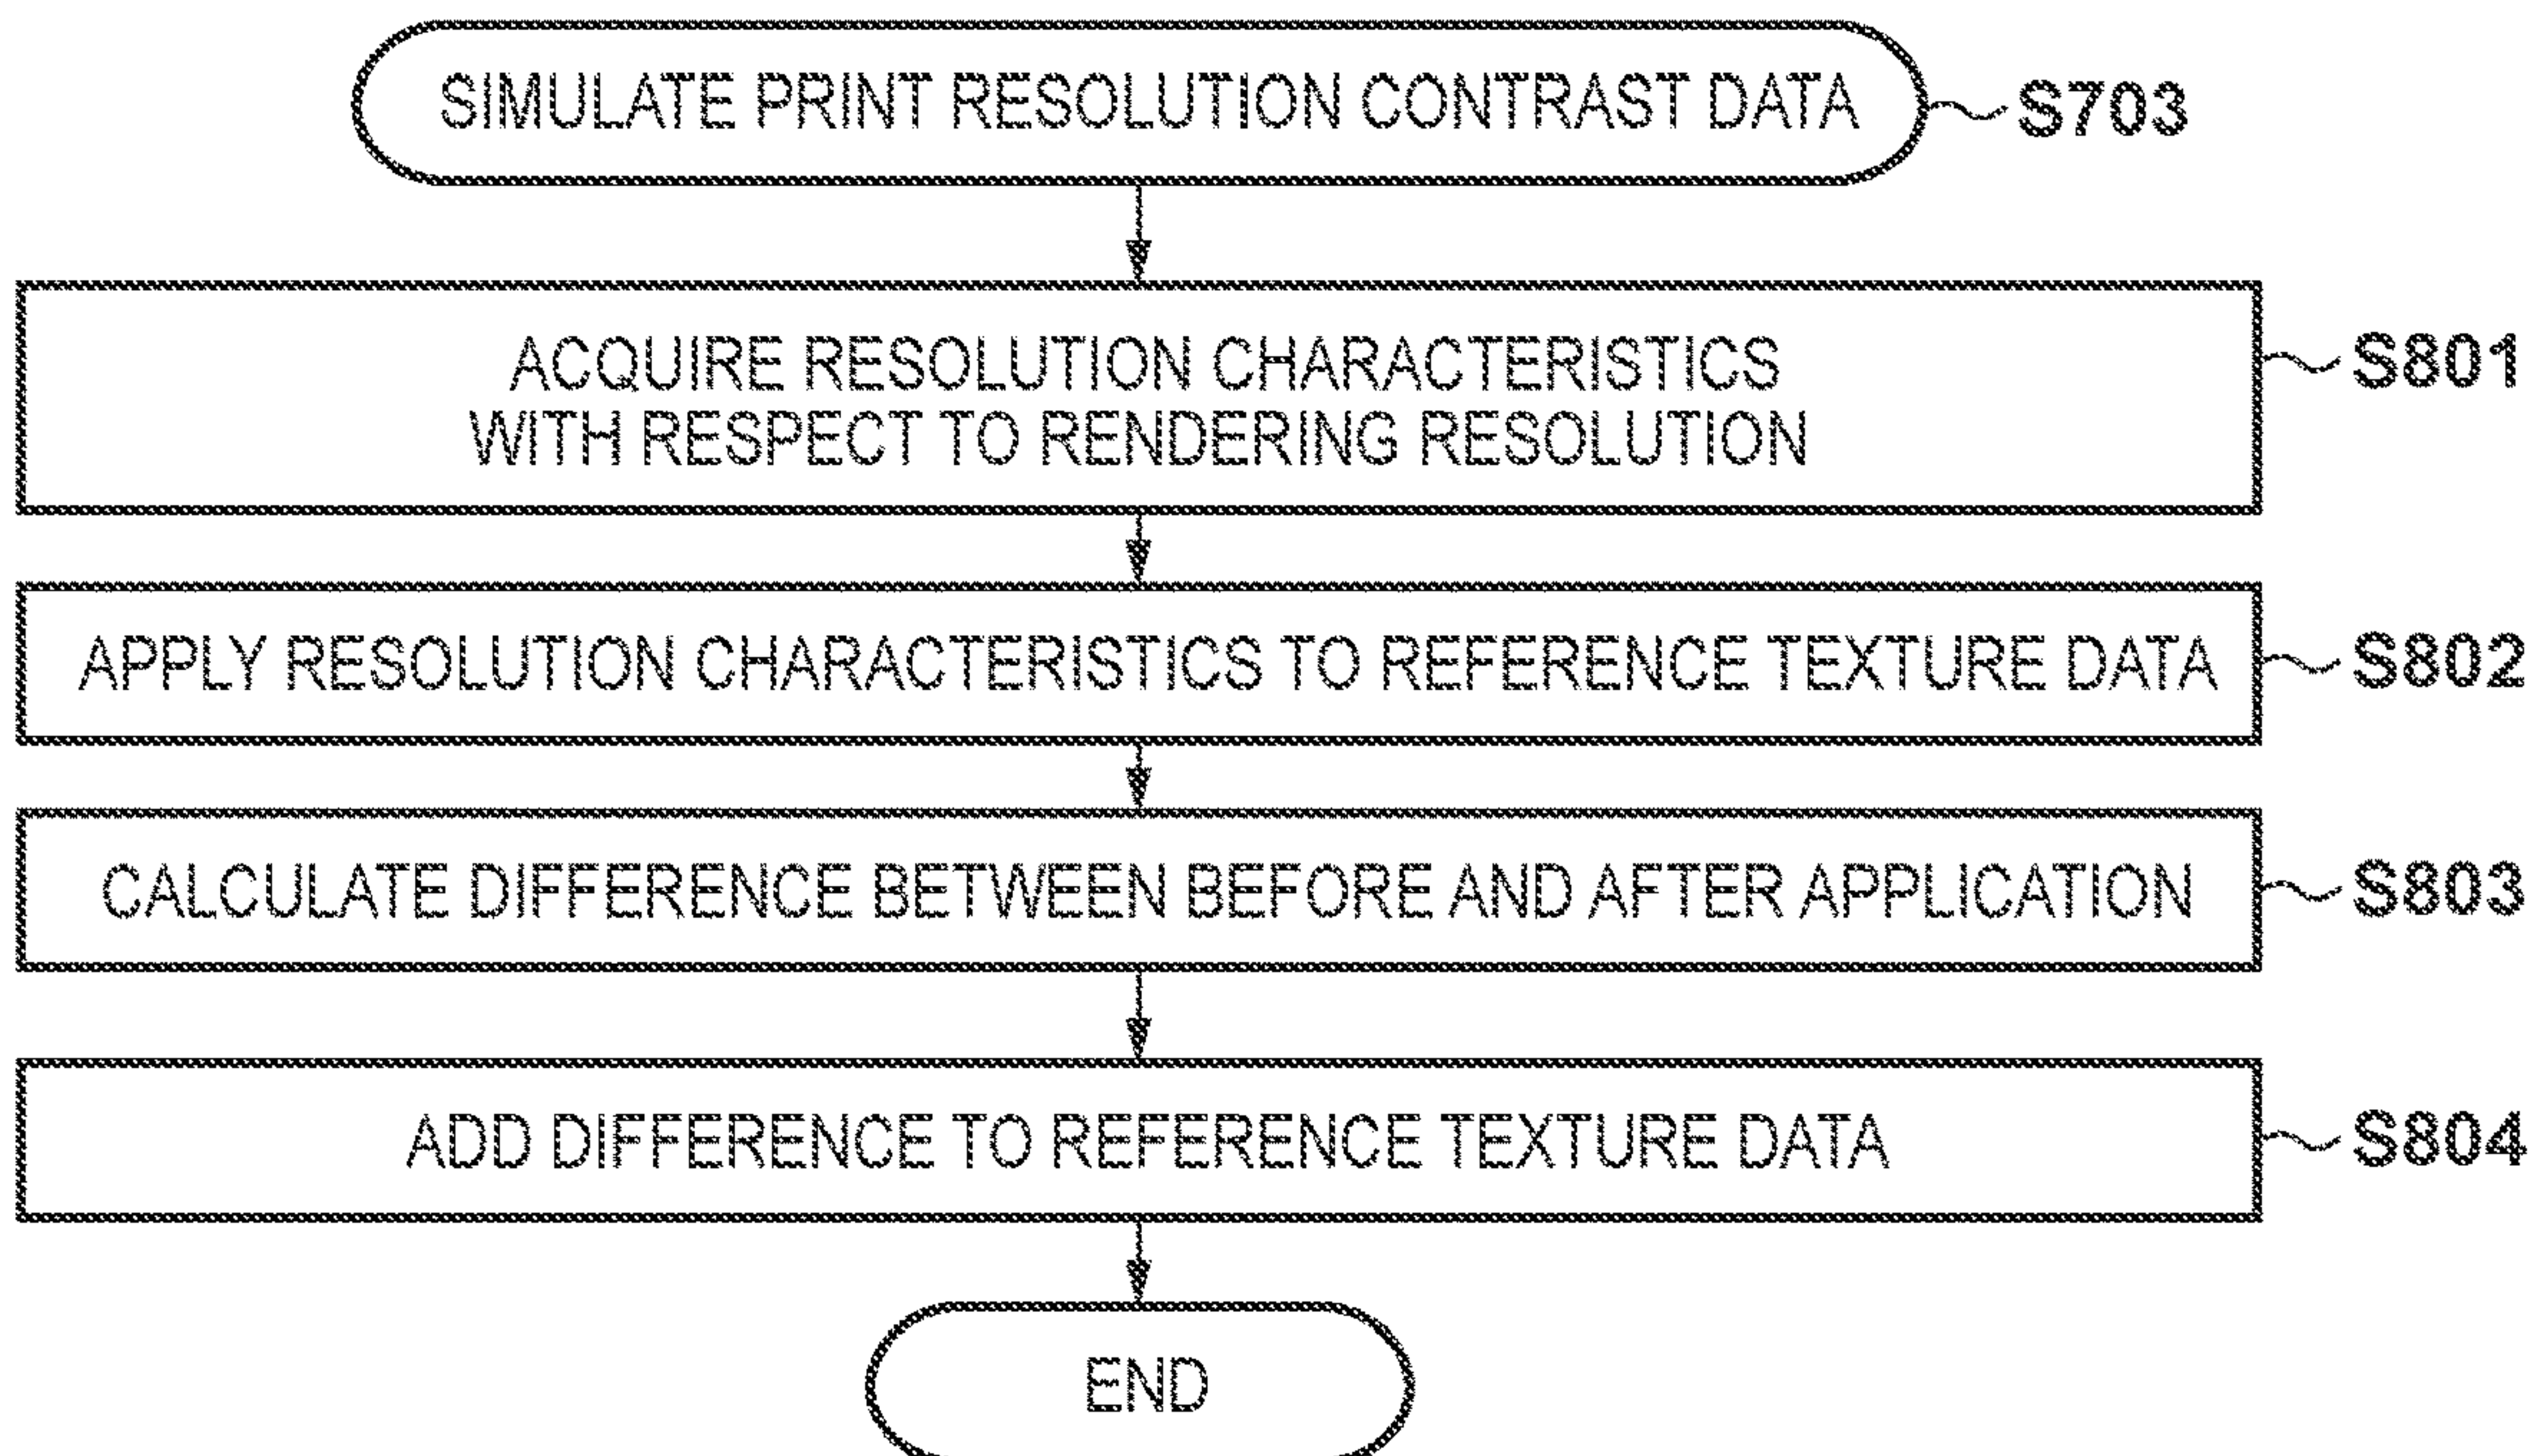 SIMULATE PRINT RESOLUTION CONTRAST DATA S703
ACQUIRE RESOLUTION CHARACTERISTICS
WITH RESPECT TO RENDERING RESOLUTION
S801
APPLY RESOLUTION CHARACTERISTICS TO REFERENCE TEXTURE DATA S802
CALCULATE DIFFERENCE BETWEEN BEFORE AND AFTER APPLICATION S803
ADD DIFFERENCE TO REFERENCE TEXTURE DATA S804
END